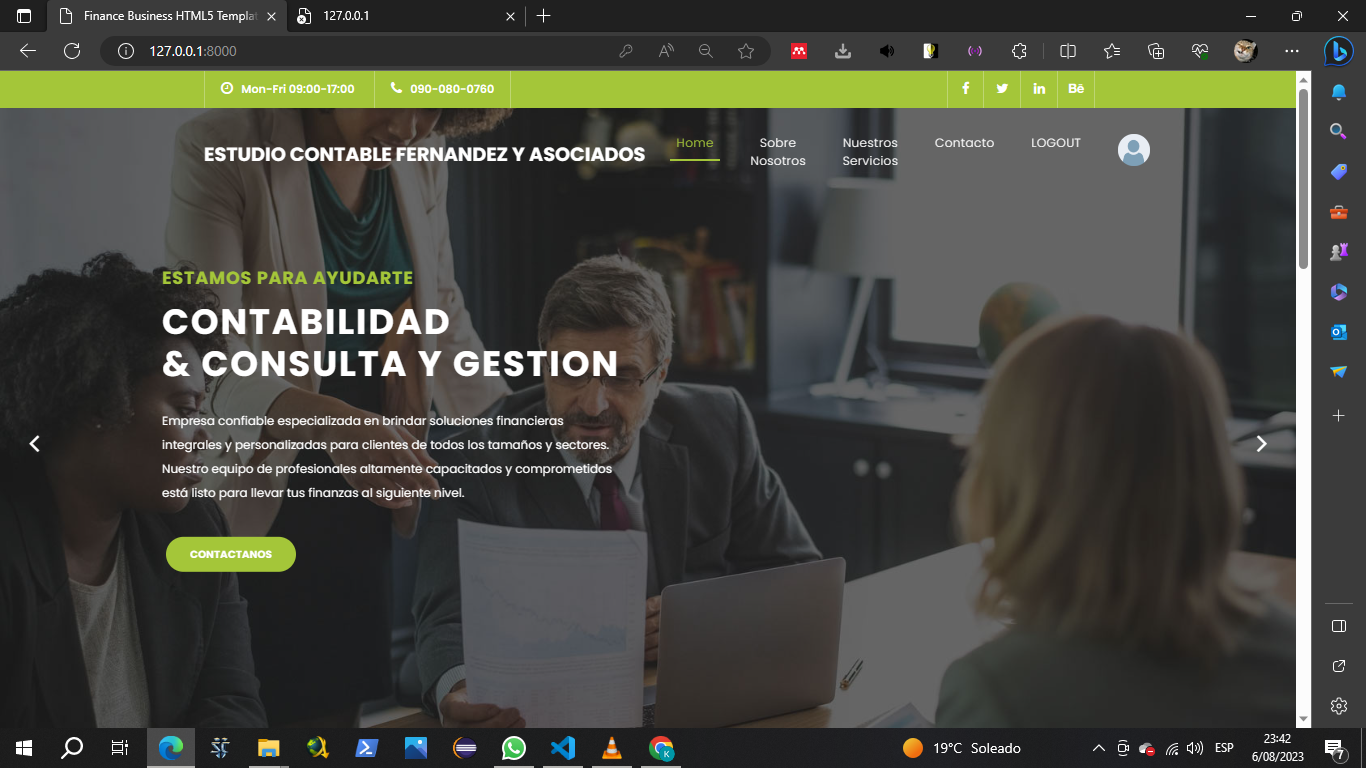 Finance Business HTML5 Templat
127.0.0.1
127.0.0.1:8000
Mon-Fri 09:00-17:00
090-080-0760
ESTUDIO CONTABLE FERNANDEZ Y ASOCIADOS
Home
Sobre
Nosotros
Nuestros
Servicios
Contacto
LOGOUT
ESTAMOS PARA AYUDARTE
CONTABILIDAD
& CONSULTA Y GESTION
Empresa confiable especializada en brindar soluciones financieras
integrales y personalizadas para clientes de todos los tamaños y sectores.
Nuestro equipo de profesionales altamente capacitados y comprometidos
está listo para llevar tus finanzas al siguiente nivel.
CONTACTANOS
19°C Soleado
ESP
23:42
6/08/2023
7